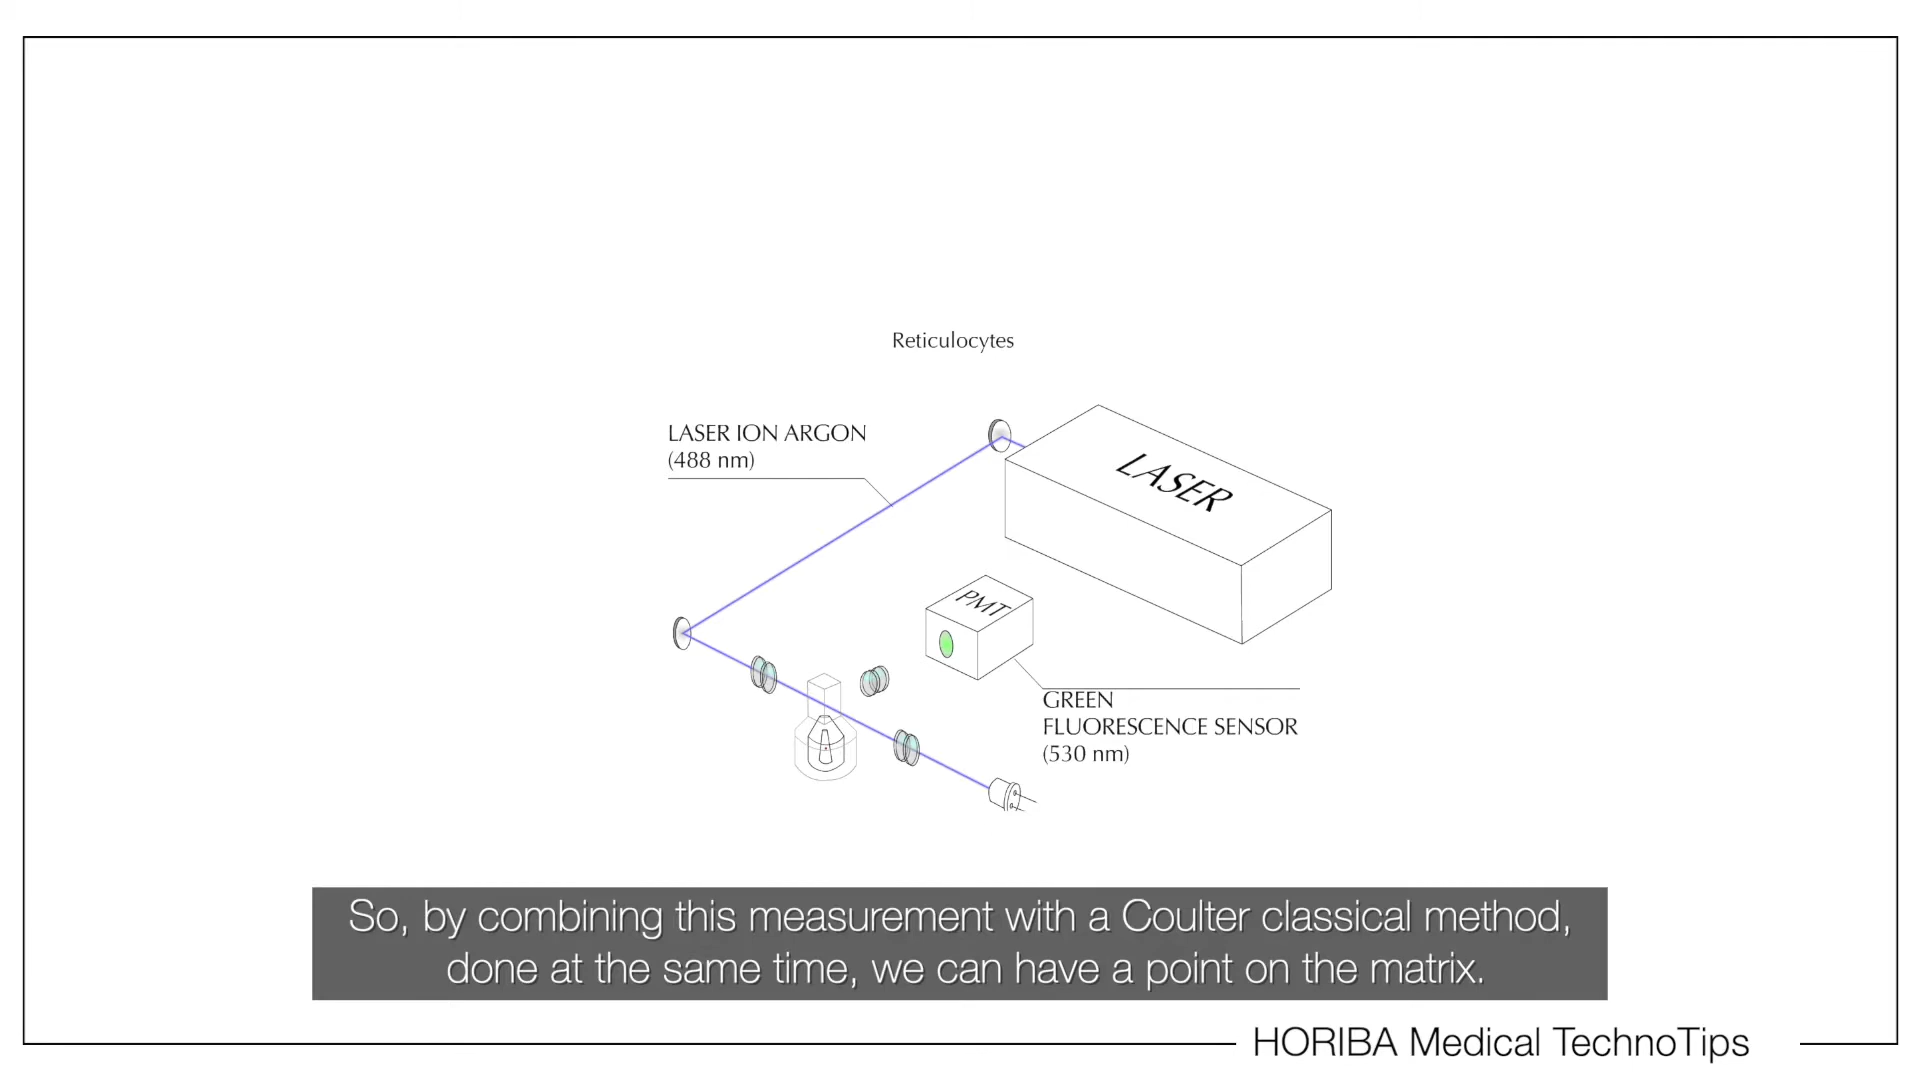 Reticulocytes
LASER ION ARGON
(488 nm)
LASER
PMT
GREEN
FLUORESCENCE SENSOR
(530 nm)
So, by combining this measurement with a Coulter classical method,
done at the same time, we can have a point on the matrix.
HORIBA Medical TechnoTips